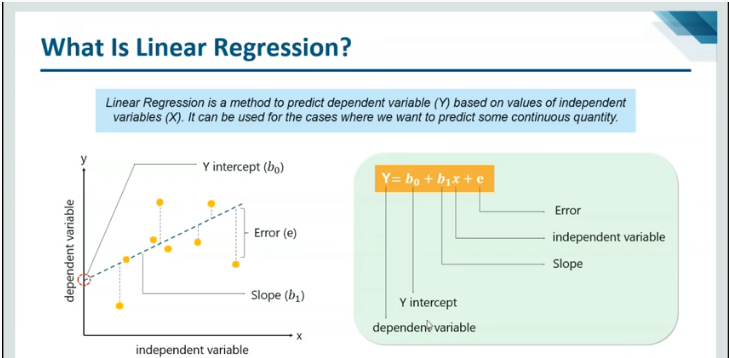 What Is Linear Regression?
Linear Regression is a method to predict dependent variable (Y) based on values of independent
variables (X). It can be used for the cases where we want to predict some continuous quantity.
y
Y intercept (b₀)
dependent variable
Error (e)
Slope (b₁)
x
independent variable
Y= b₀ + b₁x + e
Error
independent variable
Slope
Y intercept
dependent variable